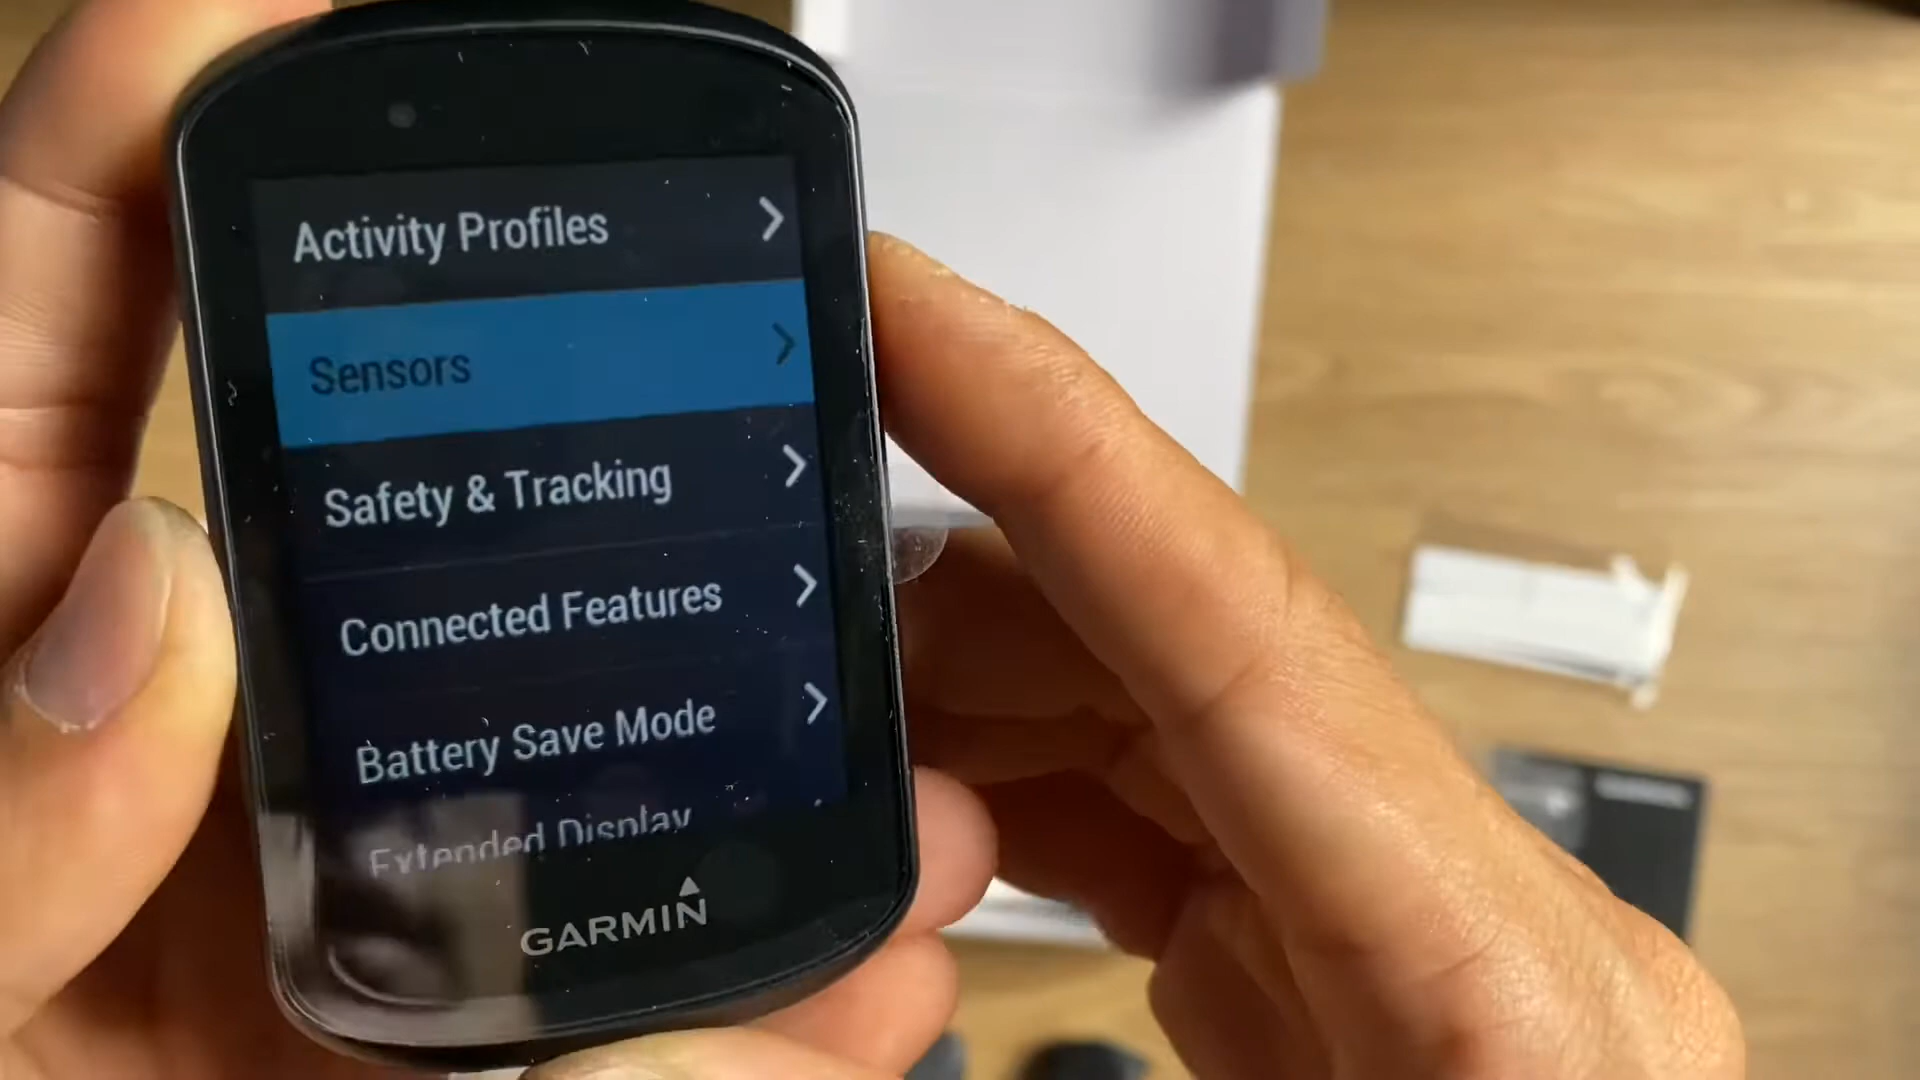 Activity Profiles
Sensors
Safety & Tracking
Connected Features
Battery Save Mode
Extended Display
GARMIN